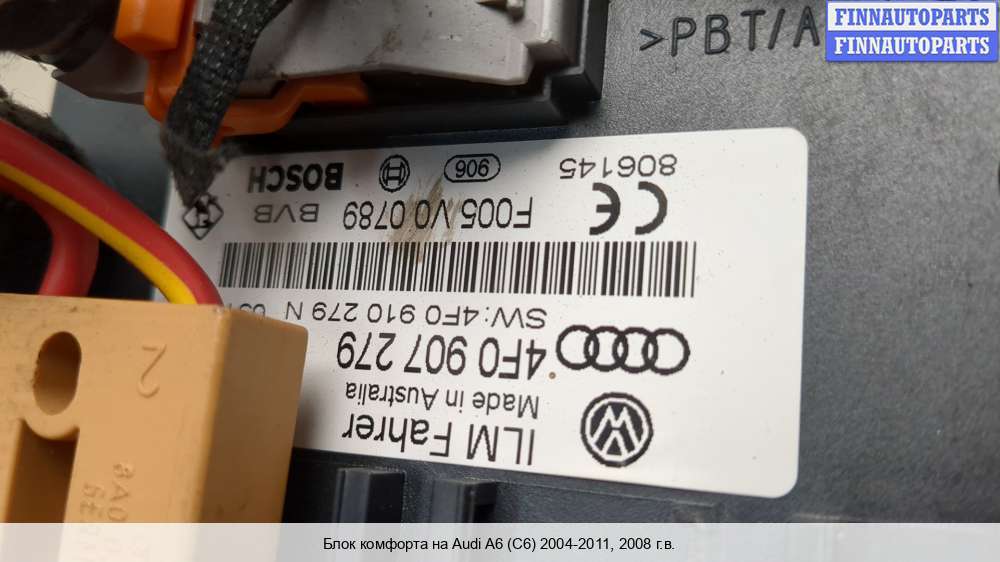 FINNAUTOPARTS
FINNAUTOPARTS
>PBT/A
ILM Fahrer
Made in Australia
4F0 907 279
SW:4F0 910 279 N
F005 V0 0789 BVB
806145 906 BOSCH
2
Блок комфорта на Audi A6 (C6) 2004-2011, 2008 г.в.